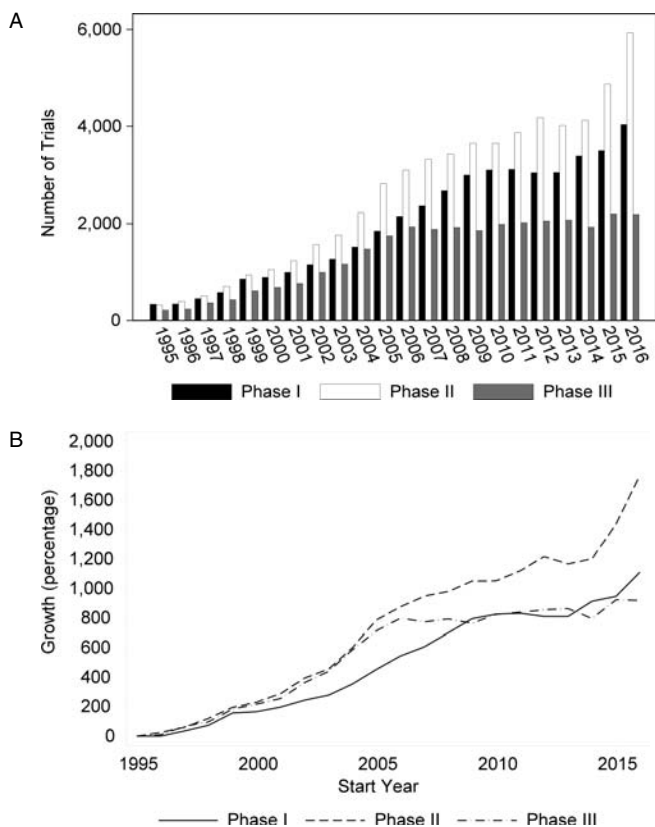 A
6,000
4,000
2,000
0
Number of Trials
1995 1996 1997 1998 1999 2000 2001 2002 2003 2004 2005 2006 2007 2008 2009 2010 2011 2012 2013 2014 2015 2016
Phase I Phase II Phase III
B
2,000
1,800
1,600
1,400
1,200
1,000
800
600
400
200
0
Growth (percentage)
1995 2000 2005 2010 2015
Start Year
Phase I Phase II Phase III